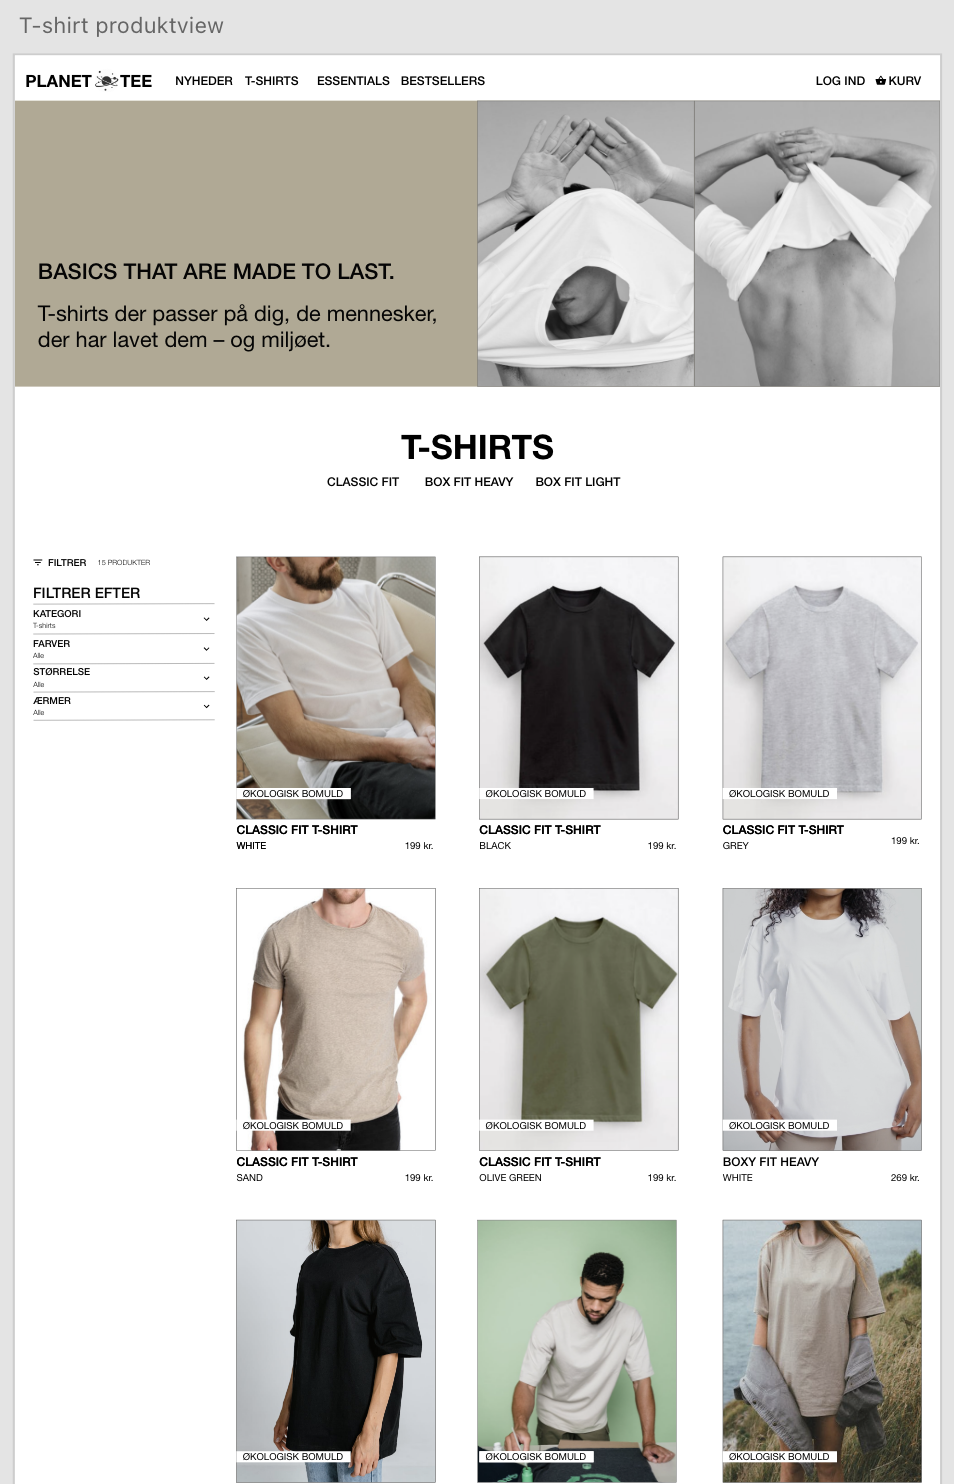 T-shirt produktview
PLANET TEE NYHEDER T-SHIRTS ESSENTIALS BESTSELLERS LOG IND KURV
BASICS THAT ARE MADE TO LAST.
T-shirts der passer på dig, de mennesker,
der har lavet dem – og miljøet.
T-SHIRTS
CLASSIC FIT BOX FIT HEAVY BOX FIT LIGHT
FILTRER 15 PRODUKTER
FILTRER EFTER
KATEGORI
T-shirts
FARVER
Alle
STØRRELSE
Alle
ÆRMER
Alle
ØKOLOGISK BOMULD ØKOLOGISK BOMULD ØKOLOGISK BOMULD
CLASSIC FIT T-SHIRT CLASSIC FIT T-SHIRT CLASSIC FIT T-SHIRT
WHITE 199 kr. BLACK 199 kr. GREY 199 kr.
ØKOLOGISK BOMULD ØKOLOGISK BOMULD ØKOLOGISK BOMULD
CLASSIC FIT T-SHIRT CLASSIC FIT T-SHIRT BOXY FIT HEAVY
SAND 199 kr. OLIVE GREEN 199 kr. WHITE 269 kr.
ØKOLOGISK BOMULD ØKOLOGISK BOMULD ØKOLOGISK BOMULD